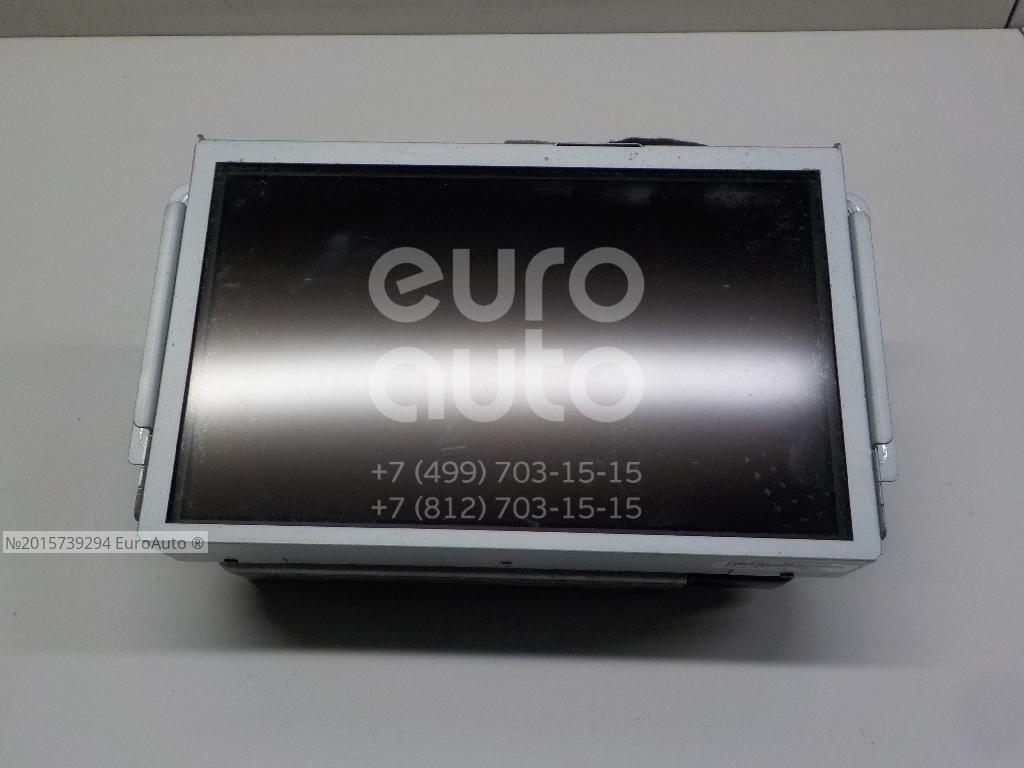 euro
auto
+7 (499) 703-15-15
+7 (812) 703-15-15
№2015739294 EuroAuto ®